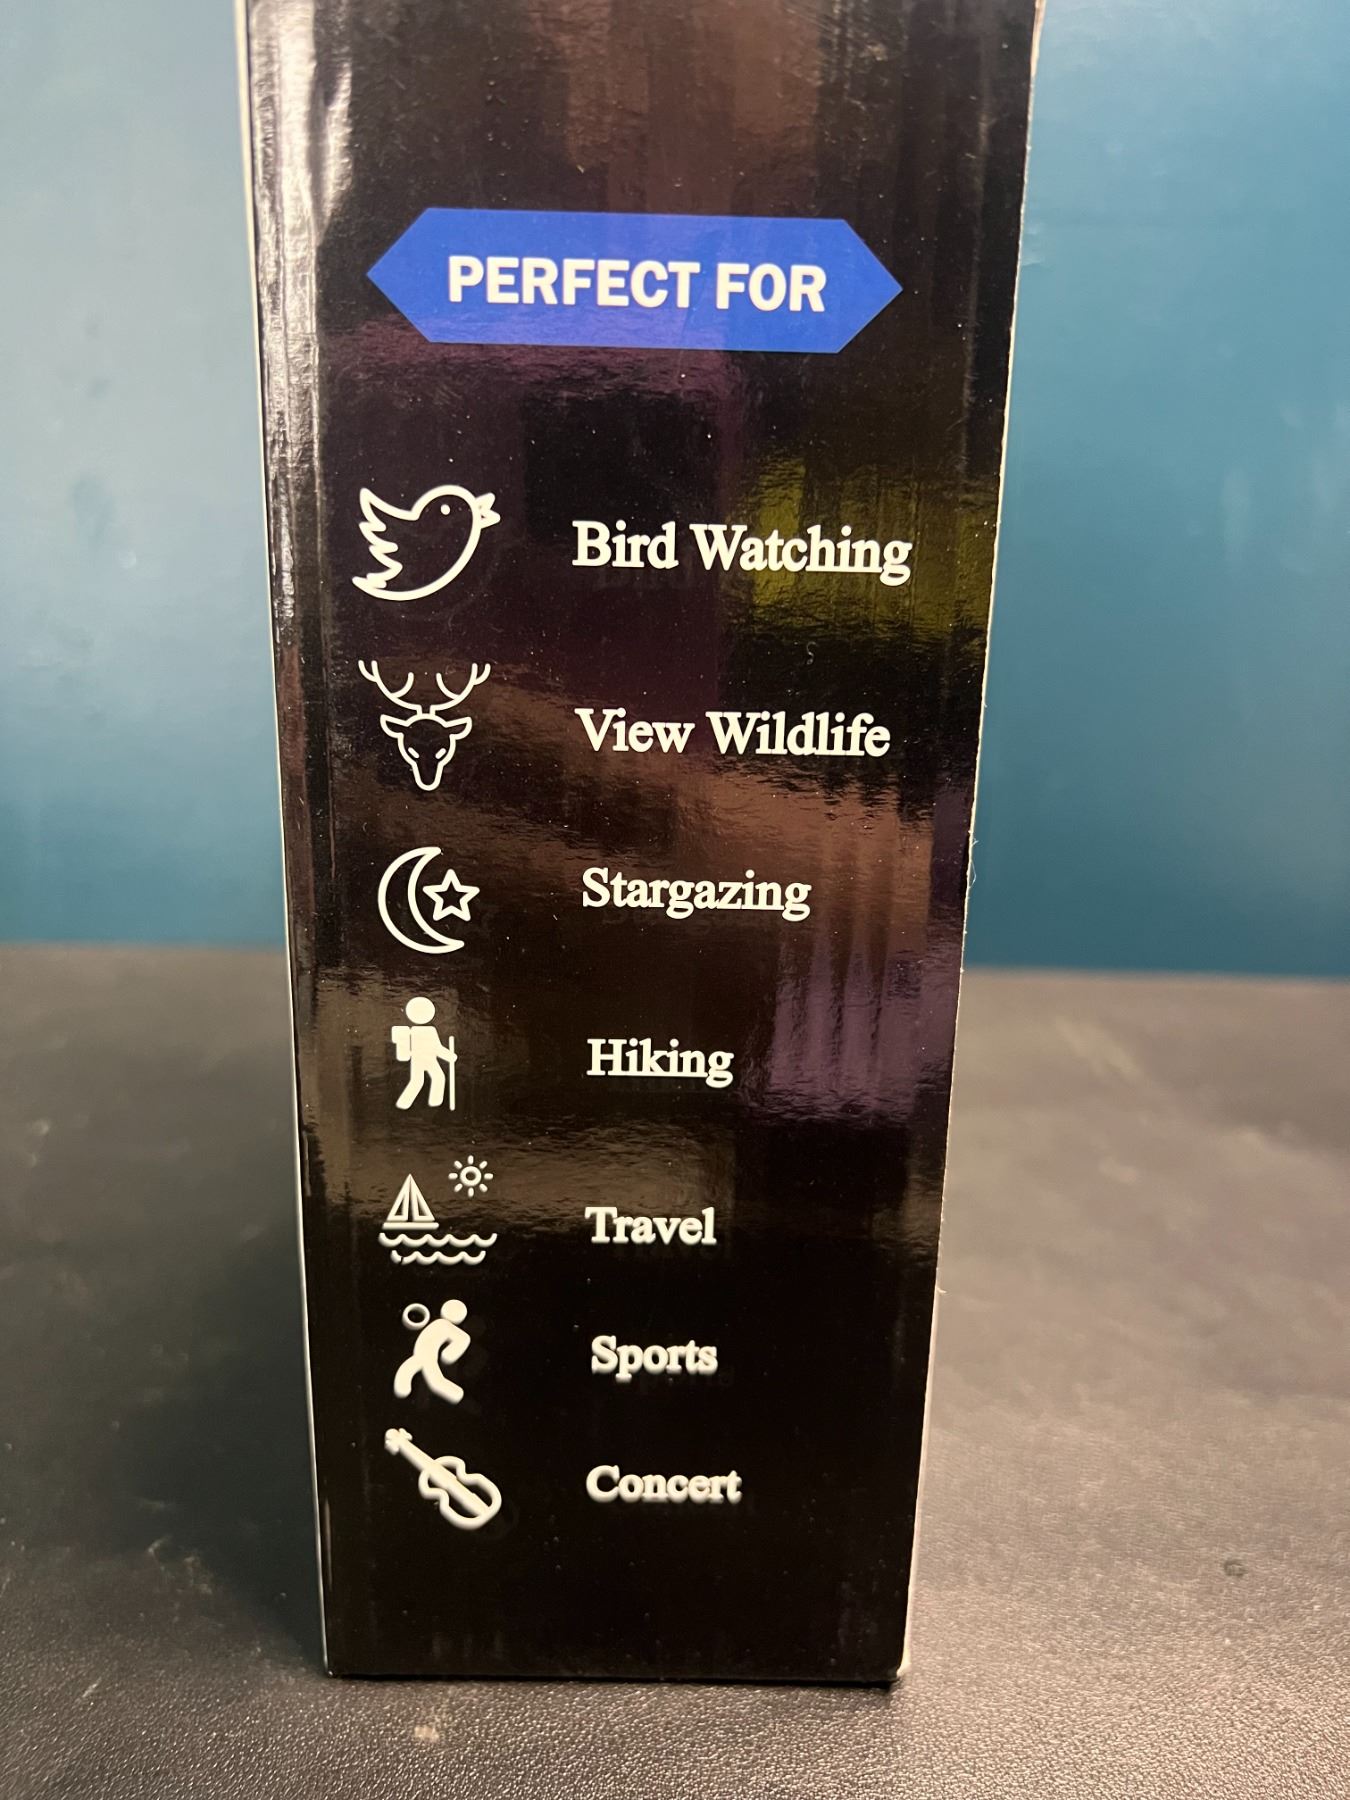 PERFECT FOR
Bird Watching
View Wildlife
Stargazing
Hiking
Travel
Sports
Concert